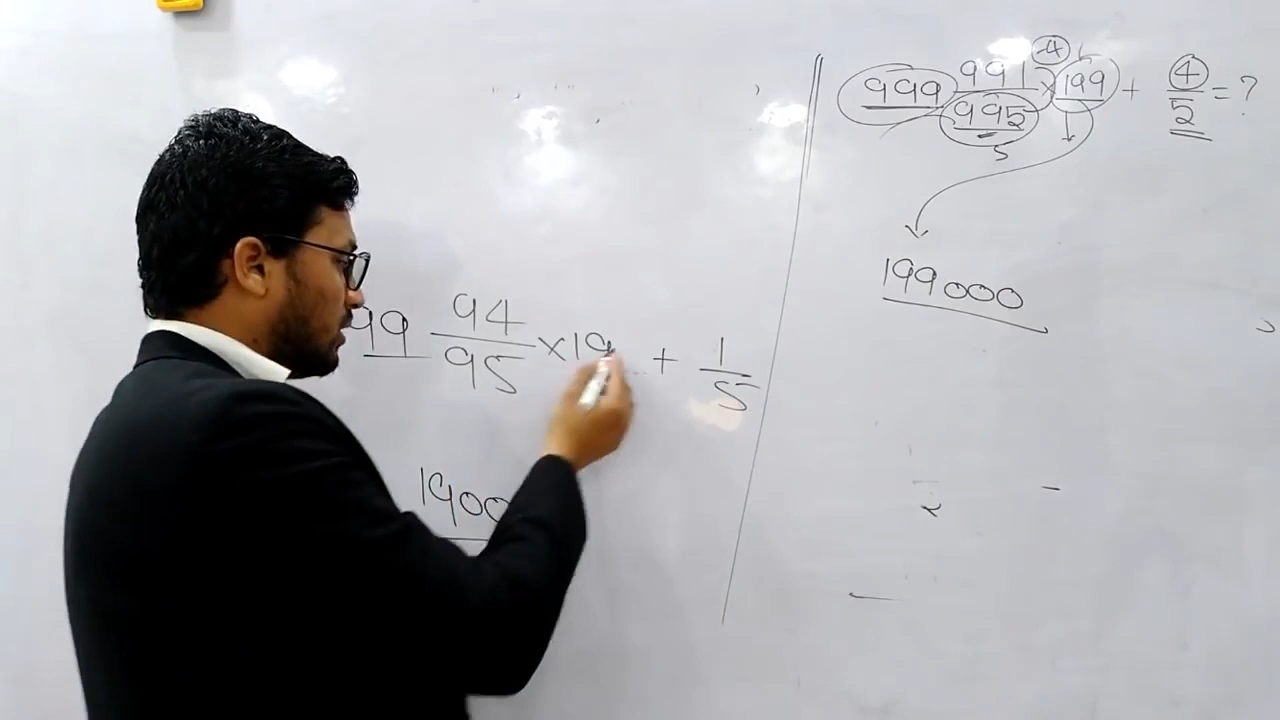 99 94/95 × 19 + 1/5
1900
-4
999 991/995 × 199 + 4/5 = ?
5
199000